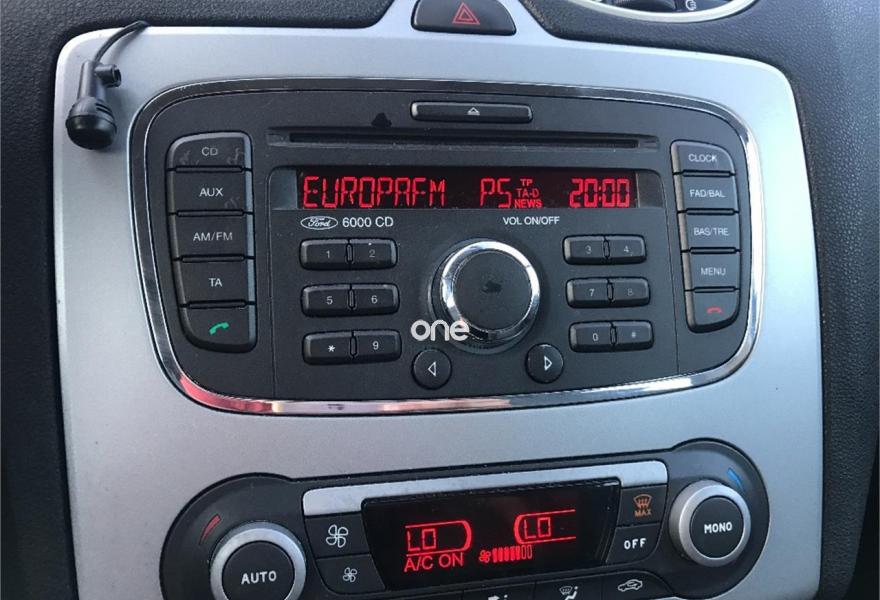 CD
CLOCK
EUROPAFM PS TP TA-D NEWS 20:00
AUX
FAD/BAL
Ford 6000 CD VOL ON/OFF
AM/FM
1 2 3 4
BAS/TRE
TA
5 6 7 8
MENU
one
* 9 0 #
LO LO
A/C ON
MAX
OFF
AUTO
MONO